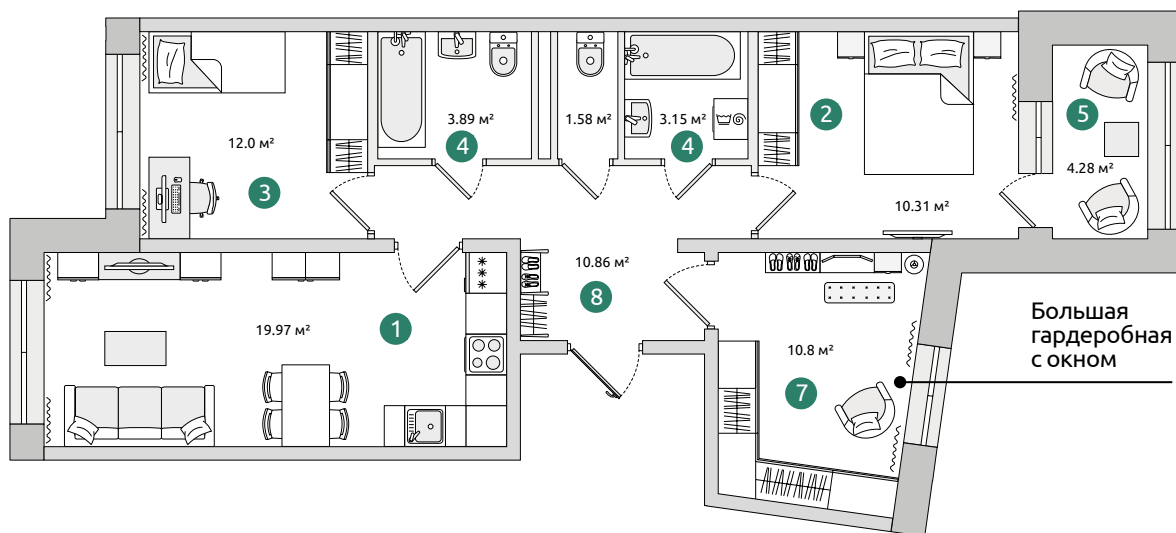 3.89 м²
4
1.58 м²
3.15 м²
4
2
10.31 м²
5
4.28 м²
12.0 м²
3
10.86 м²
8
19.97 м²
1
10.8 м²
7
Большая
гардеробная
с окном